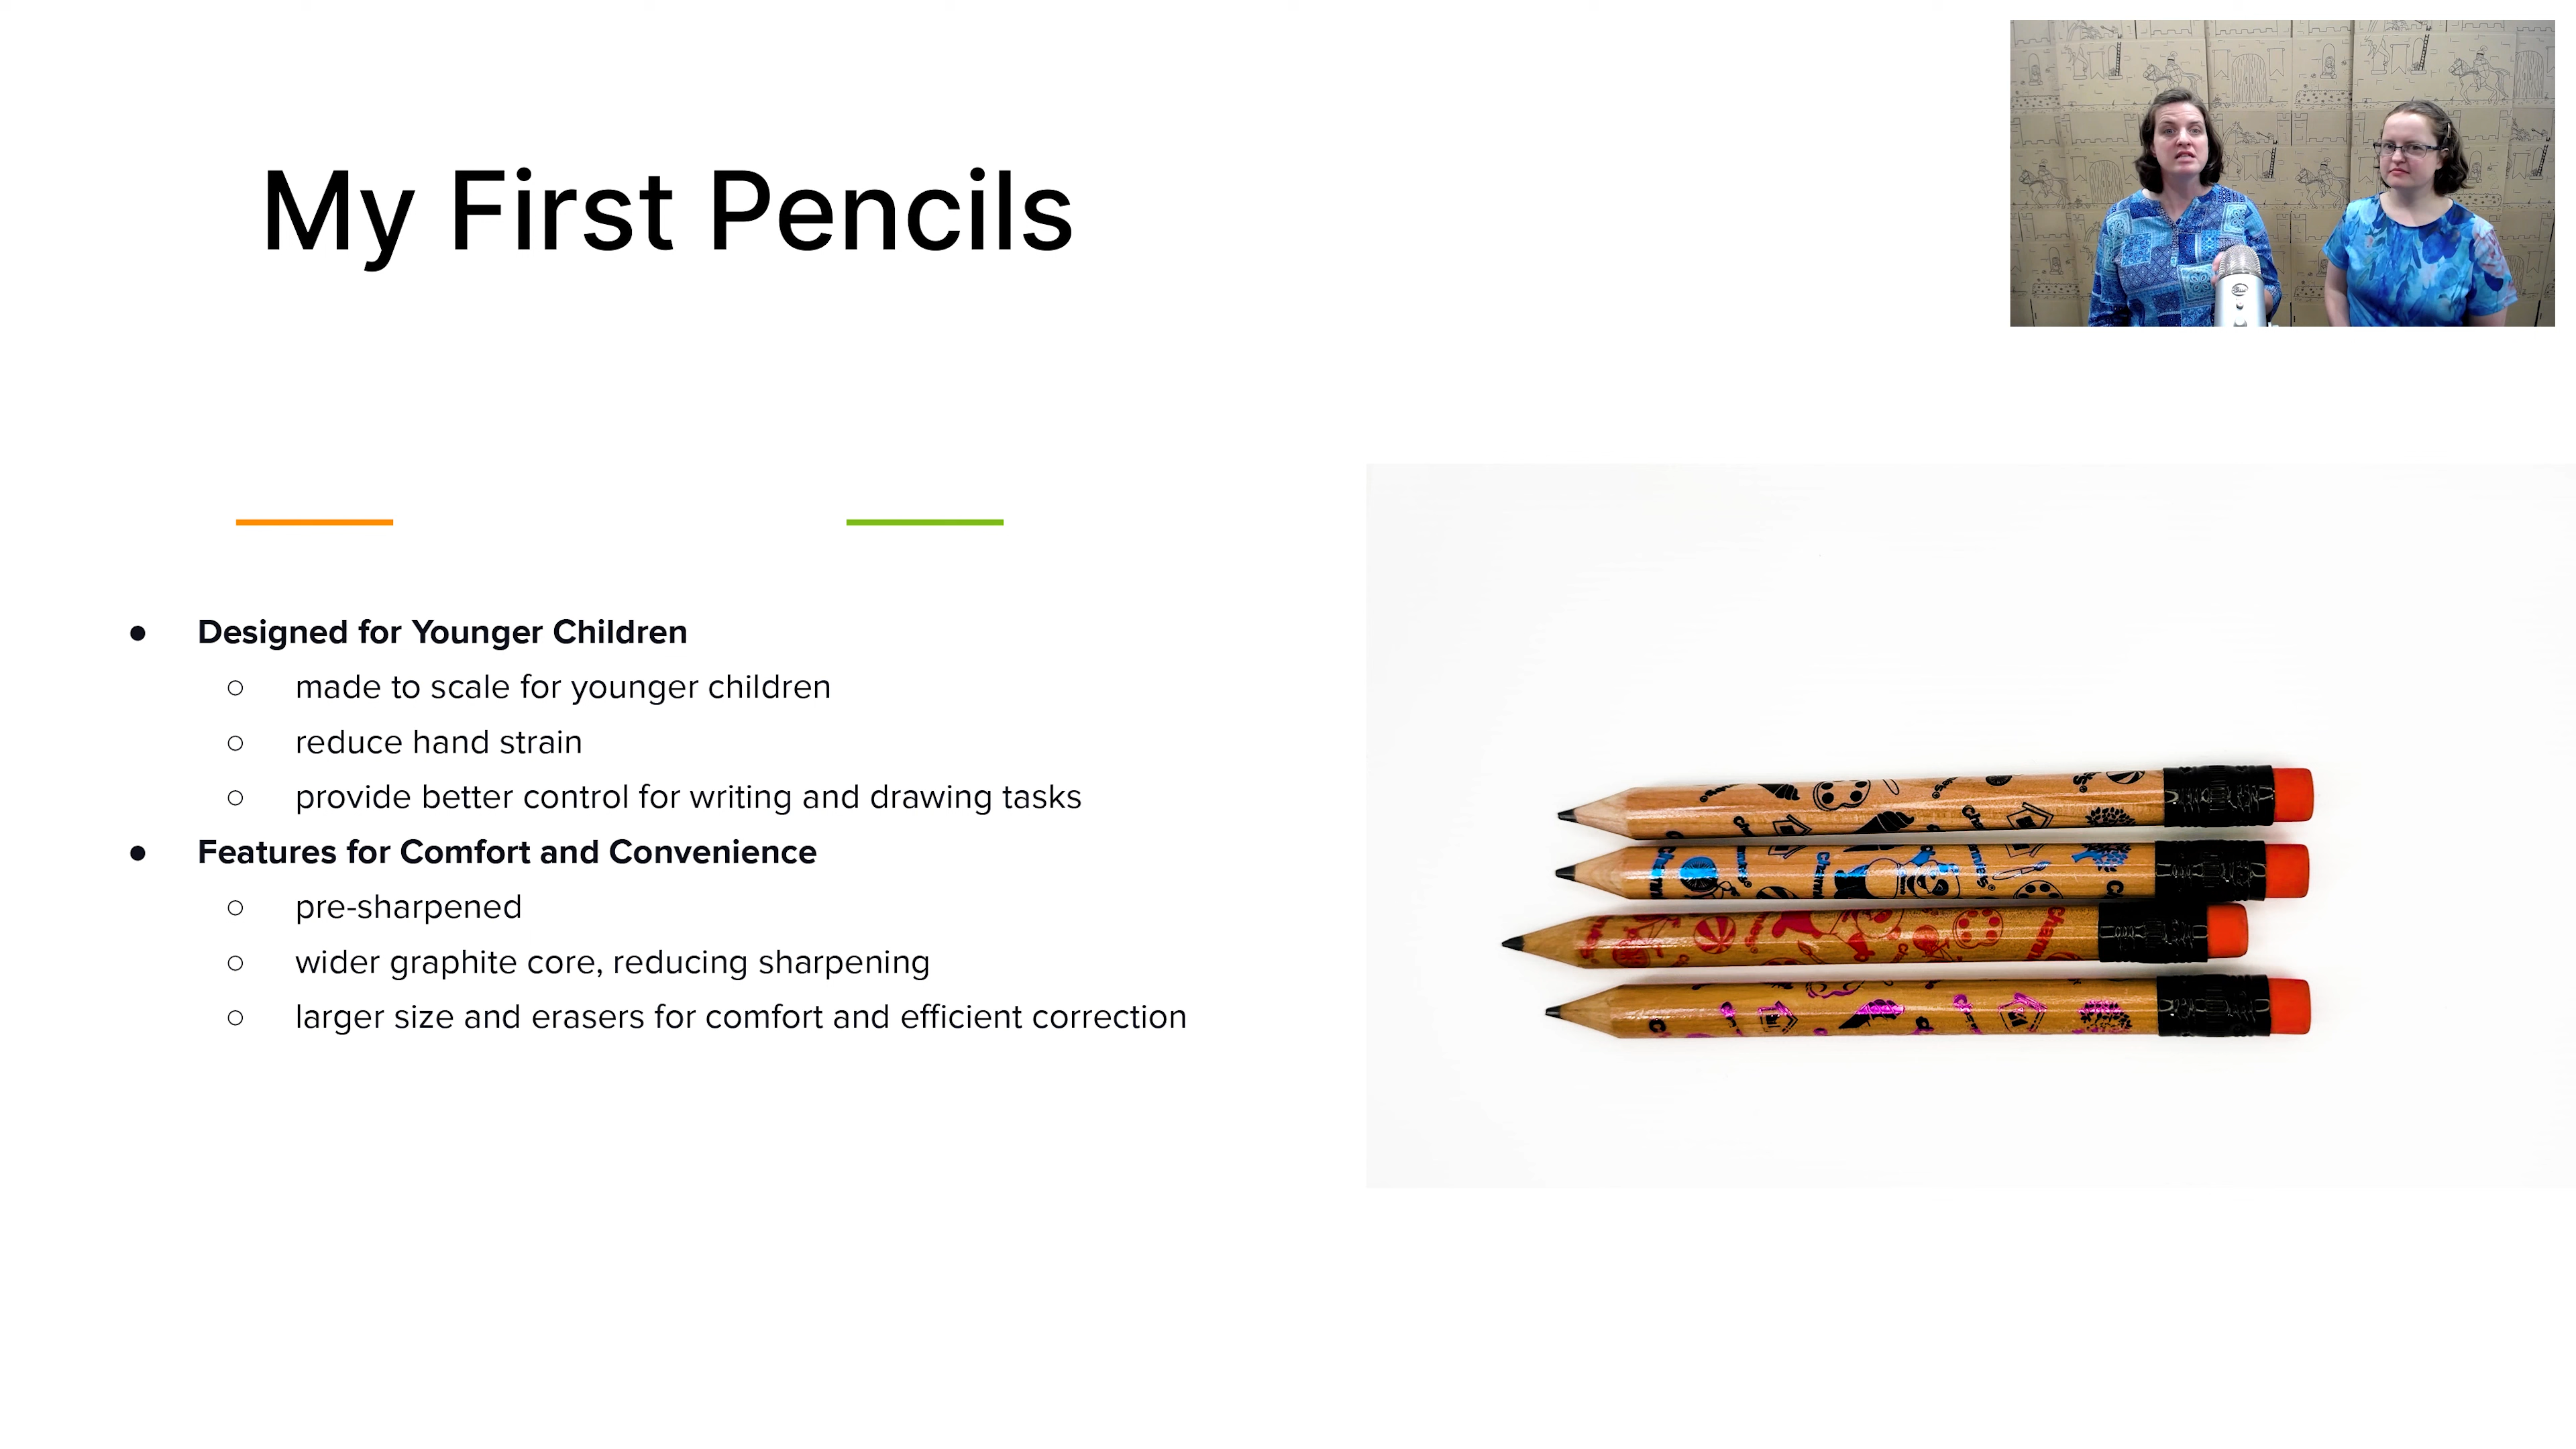 My First Pencils
● Designed for Younger Children
○ made to scale for younger children
○ reduce hand strain
○ provide better control for writing and drawing tasks
● Features for Comfort and Convenience
○ pre-sharpened
○ wider graphite core, reducing sharpening
○ larger size and erasers for comfort and efficient correction